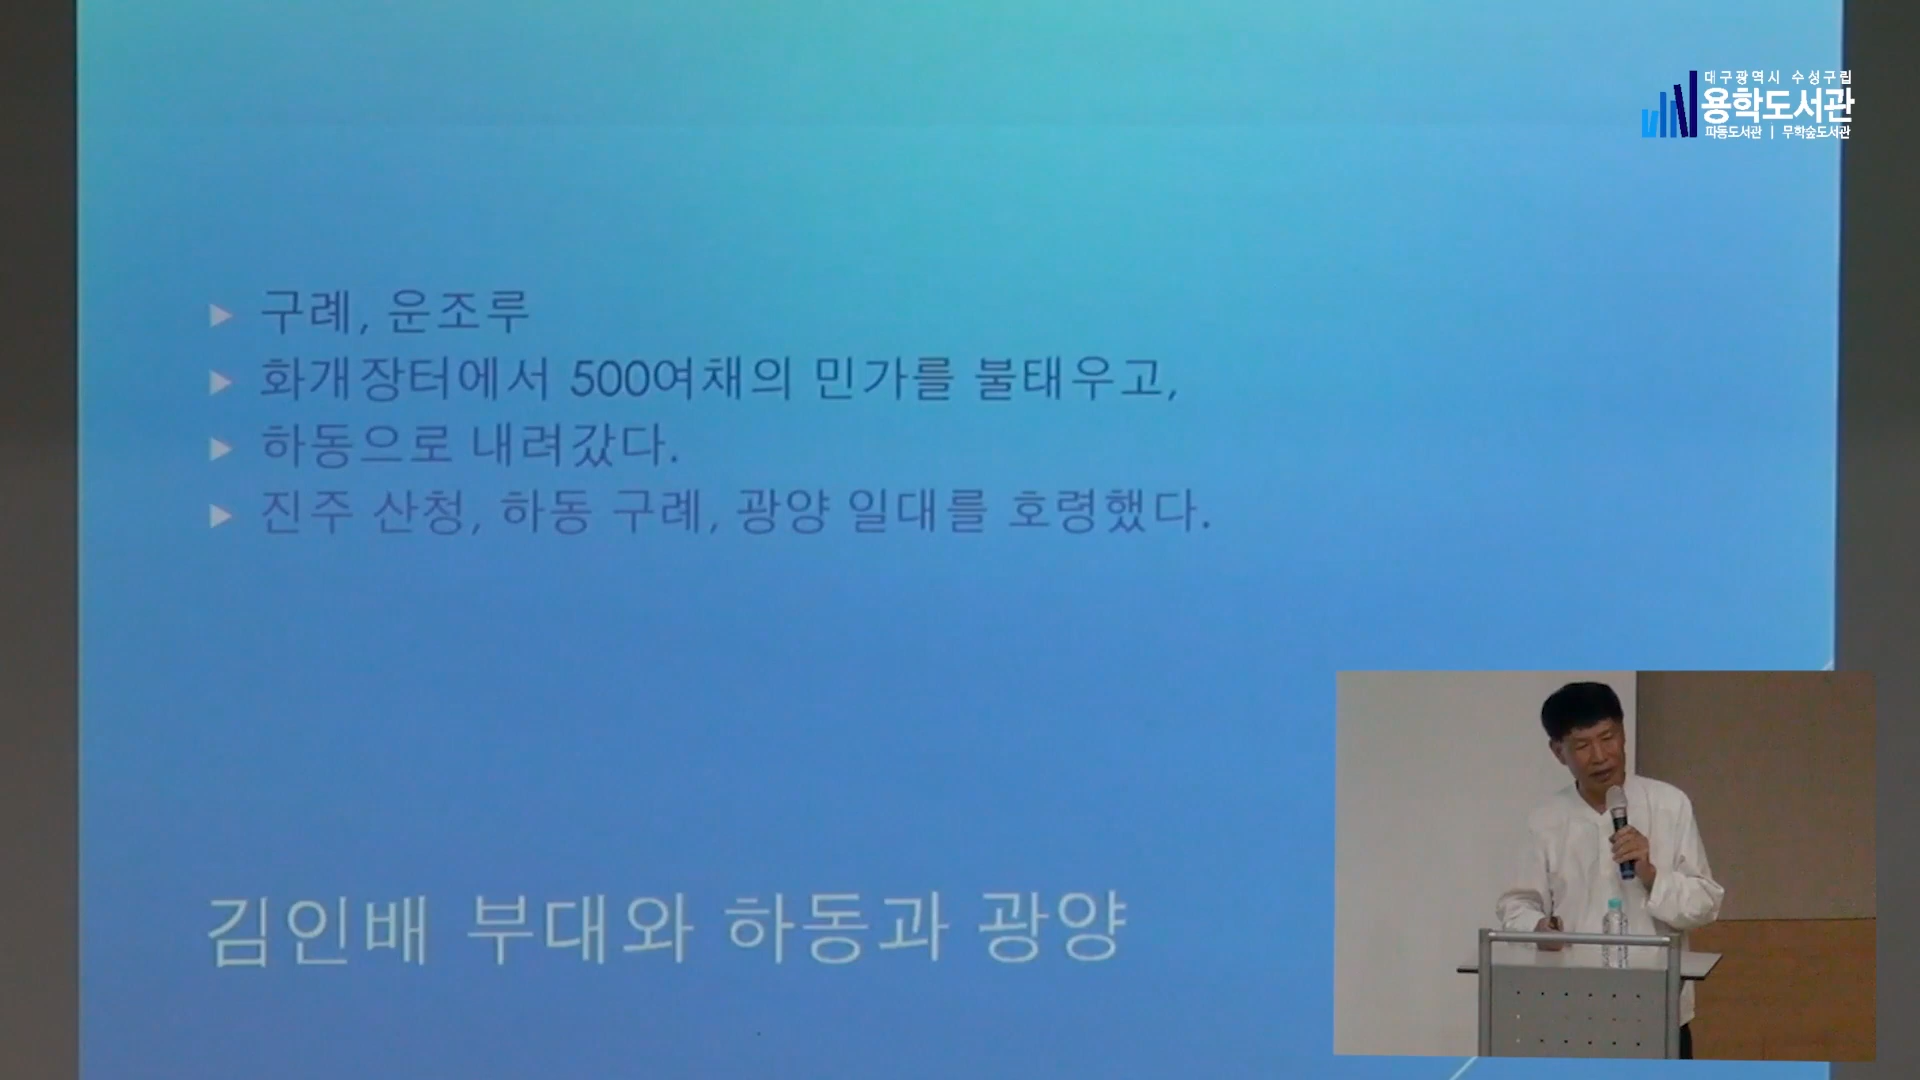 대구광역시 수성구립
용학도서관
파동도서관 | 무학숲도서관
▶ 구례, 운조루
▶ 화개장터에서 500여채의 민가를 불태우고,
▶ 하동으로 내려갔다.
▶ 진주 산청, 하동 구례, 광양 일대를 호령했다.
김인배 부대와 하동과 광양